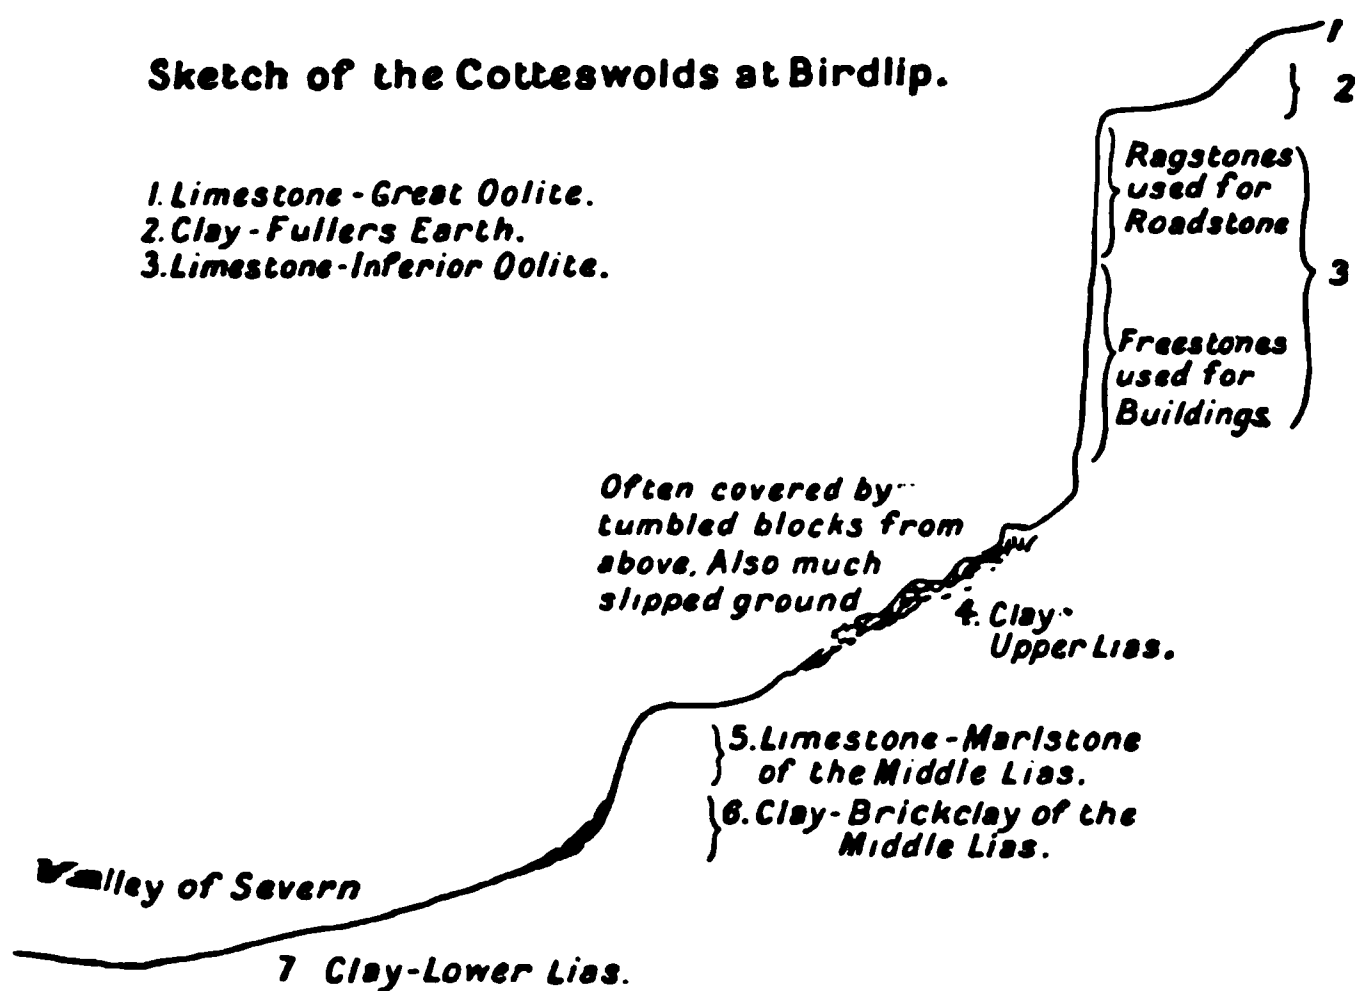 Sketch of the Cotteswolds at Birdlip.
1
2
1. Limestone - Great Oolite.
2. Clay - Fullers Earth.
3. Limestone - Inferior Oolite.
Ragstones
used for
Roadstone
3
Freestones
used for
Buildings
Often covered by
tumbled blocks from
above. Also much
slipped ground
4. Clay -
Upper Lias.
5. Limestone - Marlstone
of the Middle Lias.
6. Clay - Brickclay of the
Middle Lias.
Valley of Severn
7 Clay - Lower Lias.